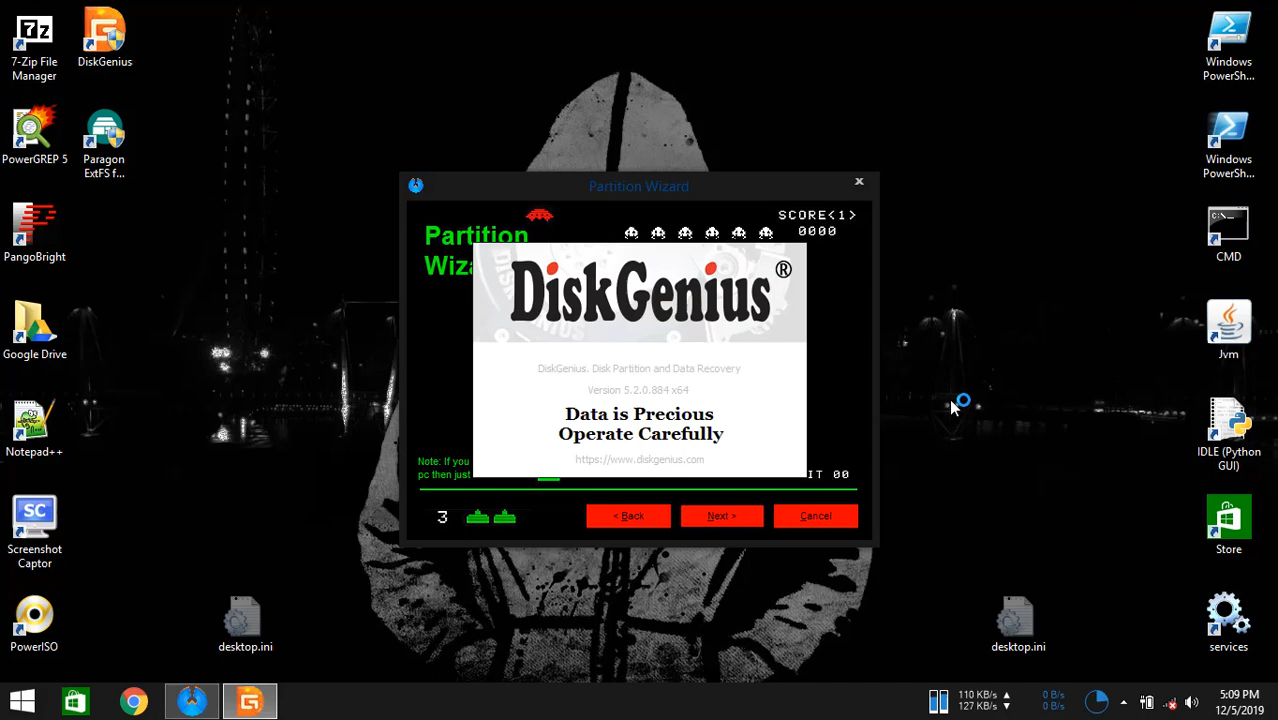 7-Zip File
Manager
DiskGenius
PowerGREP 5
Paragon
ExtFS f...
PangoBright
Google Drive
Notepad++
SC
Screenshot
Captor
PowerISO
desktop.ini
Partition Wizard
x
SCORE<1>
0000
Partition
Wiza
DiskGenius®
DiskGenius, Disk Partition and Data Recovery
Version 5.2.0.884 x64
Data is Precious
Operate Carefully
https://www.diskgenius.com
Note: If you
pc then just
IT 00
3
< Back
Next >
Cancel
Windows
PowerSh...
Windows
PowerSh...
C:\_
CMD
Java
Jvm
IDLE (Python
GUI)
Store
services
desktop.ini
110 KB/s
127 KB/s
0 B/s
0 B/s
5:09 PM
12/5/2019